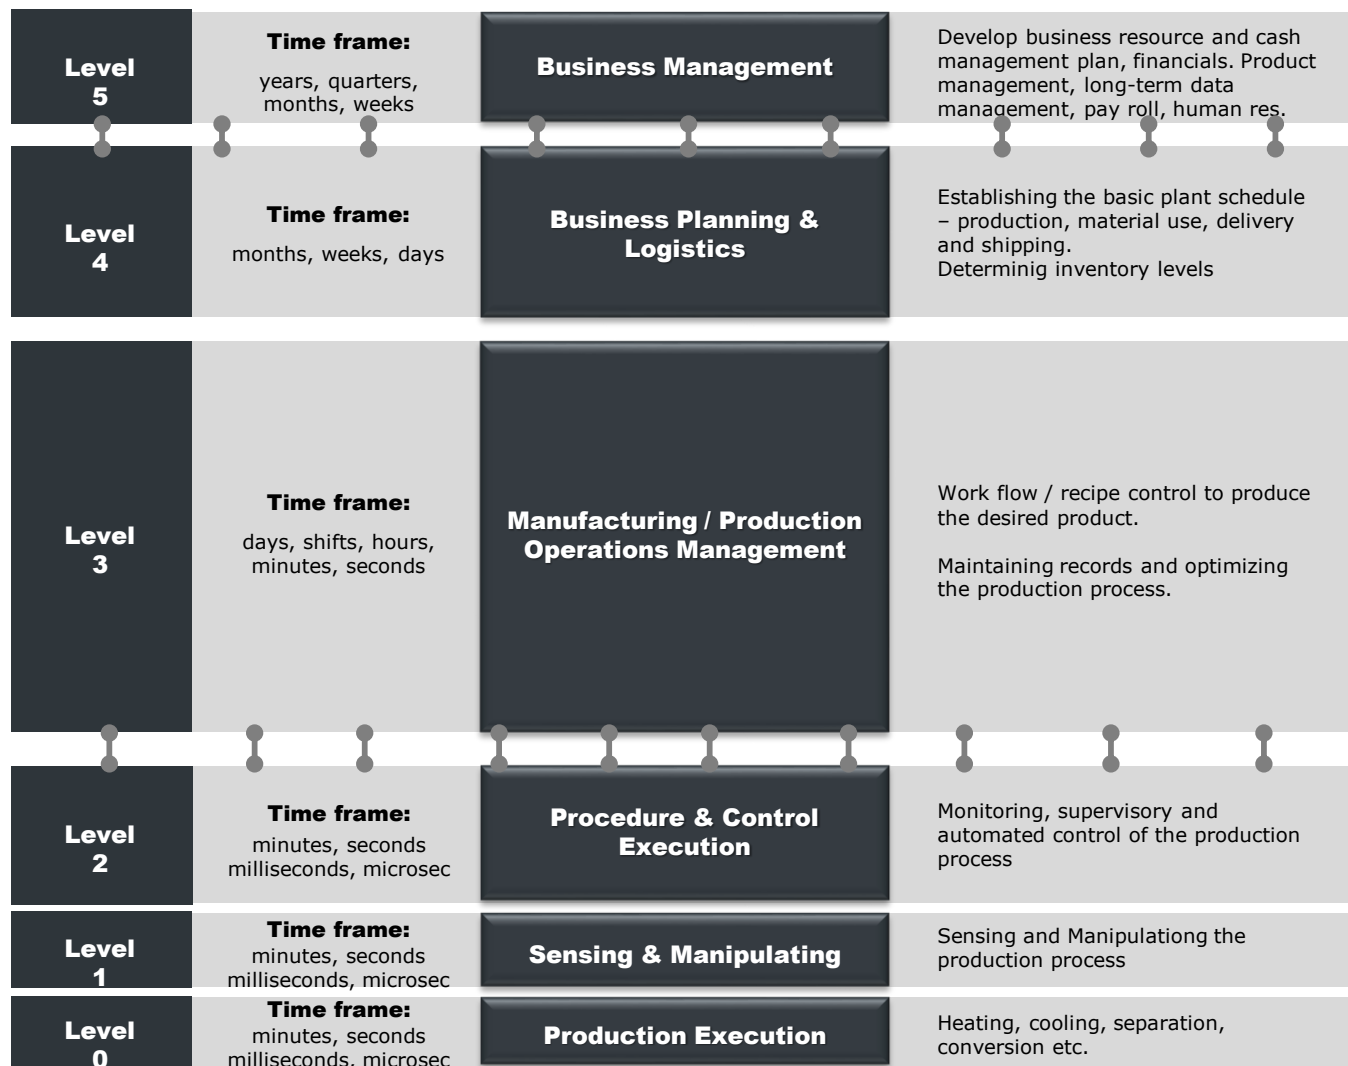 Level
5
Time frame:
years, quarters,
months, weeks
Business Management
Develop business resource and cash
management plan, financials. Product
management, long-term data
management, pay roll, human res.
Level
4
Time frame:
months, weeks, days
Business Planning &
Logistics
Establishing the basic plant schedule
– production, material use, delivery
and shipping.
Determinig inventory levels
Level
3
Time frame:
days, shifts, hours,
minutes, seconds
Manufacturing / Production
Operations Management
Work flow / recipe control to produce
the desired product.
Maintaining records and optimizing
the production process.
Level
2
Time frame:
minutes, seconds
milliseconds, microsec
Procedure & Control
Execution
Monitoring, supervisory and
automated control of the production
process
Level
1
Time frame:
minutes, seconds
milliseconds, microsec
Sensing & Manipulating
Sensing and Manipulationg the
production process
Level
0
Time frame:
minutes, seconds
milliseconds, microsec
Production Execution
Heating, cooling, separation,
conversion etc.